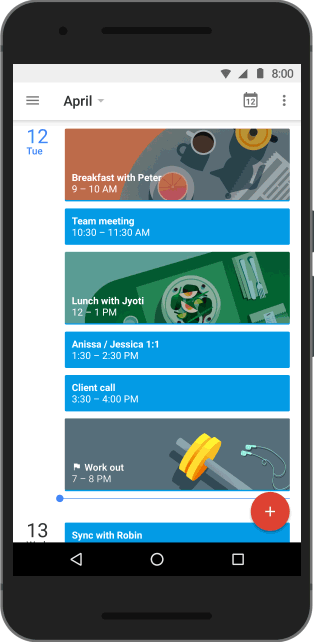 8:00
April
12
12
Tue
Breakfast with Peter
9 – 10 AM
Team meeting
10:30 – 11:30 AM
Lunch with Jyoti
12 – 1 PM
Anissa / Jessica 1:1
1:30 – 2:30 PM
Client call
3:30 – 4:00 PM
Work out
7 – 8 PM
+
13
Sync with Robin